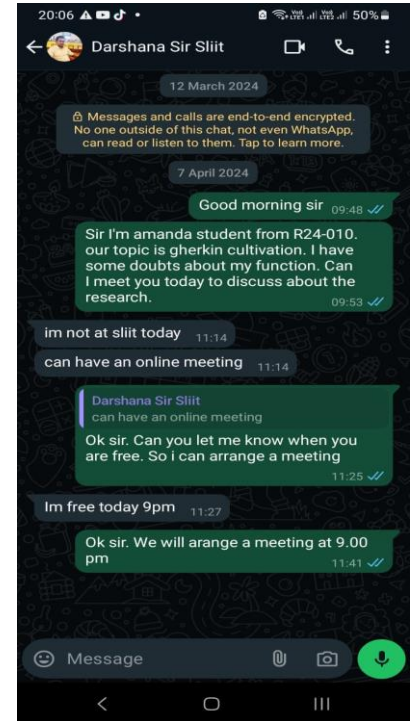 20:06
50%
Darshana Sir Sliit
12 March 2024
Messages and calls are end-to-end encrypted.
No one outside of this chat, not even WhatsApp,
can read or listen to them. Tap to learn more.
7 April 2024
Good morning sir 09:48
Sir I'm amanda student from R24-010.
our topic is gherkin cultivation. I have
some doubts about my function. Can
I meet you today to discuss about the
research.
09:53
im not at sliit today 11:14
can have an online meeting 11:14
Darshana Sir Sliit
can have an online meeting
Ok sir. Can you let me know when you
are free. So i can arrange a meeting
11:25
Im free today 9pm 11:27
Ok sir. We will arange a meeting at 9.00
pm
11:41
Message